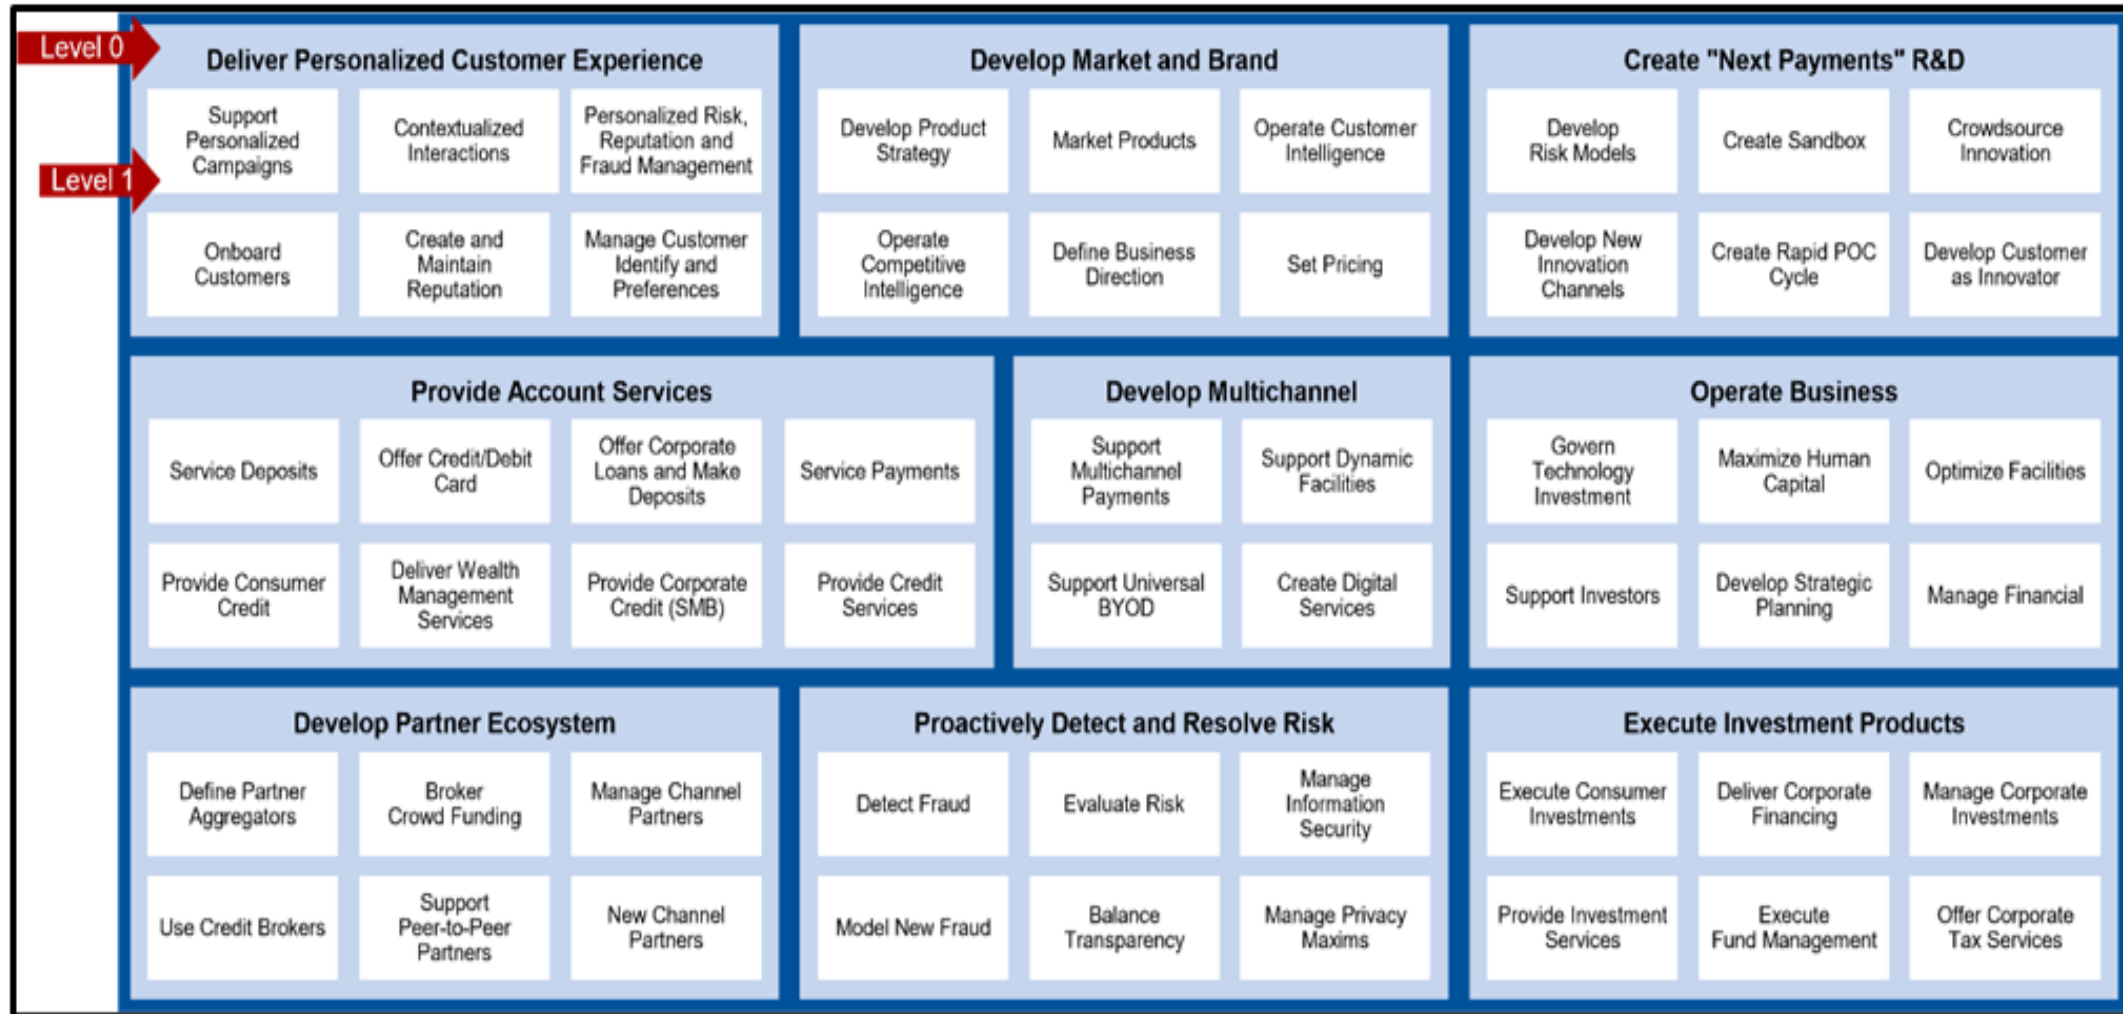 Level 0
Deliver Personalized Customer Experience
Support
Personalized
Campaigns
Contextualized
Interactions
Personalized Risk,
Reputation and
Fraud Management
Level 1
Onboard
Customers
Create and
Maintain
Reputation
Manage Customer
Identify and
Preferences
Develop Market and Brand
Develop Product
Strategy
Market Products
Operate Customer
Intelligence
Operate
Competitive
Intelligence
Define Business
Direction
Set Pricing
Create "Next Payments" R&D
Develop
Risk Models
Create Sandbox
Crowdsource
Innovation
Develop New
Innovation
Channels
Create Rapid POC
Cycle
Develop Customer
as Innovator
Provide Account Services
Service Deposits
Offer Credit/Debit
Card
Offer Corporate
Loans and Make
Deposits
Service Payments
Provide Consumer
Credit
Deliver Wealth
Management
Services
Provide Corporate
Credit (SMB)
Provide Credit
Services
Develop Multichannel
Support
Multichannel
Payments
Support Dynamic
Facilities
Support Universal
BYOD
Create Digital
Services
Operate Business
Govern
Technology
Investment
Maximize Human
Capital
Optimize Facilities
Support Investors
Develop Strategic
Planning
Manage Financial
Develop Partner Ecosystem
Define Partner
Aggregators
Broker
Crowd Funding
Manage Channel
Partners
Use Credit Brokers
Support
Peer-to-Peer
Partners
New Channel
Partners
Proactively Detect and Resolve Risk
Detect Fraud
Evaluate Risk
Manage
Information
Security
Model New Fraud
Balance
Transparency
Manage Privacy
Maxims
Execute Investment Products
Execute Consumer
Investments
Deliver Corporate
Financing
Manage Corporate
Investments
Provide Investment
Services
Execute
Fund Management
Offer Corporate
Tax Services